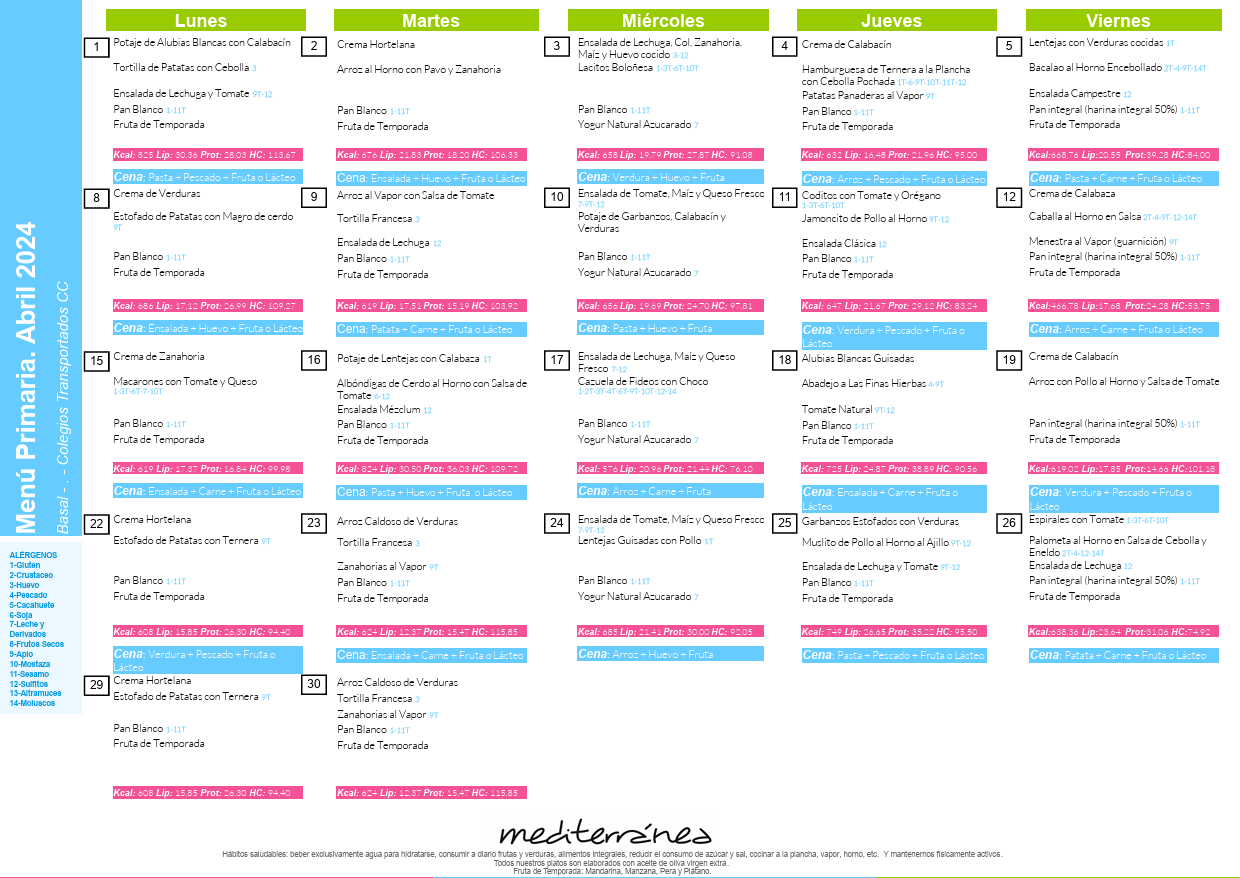 Menú Primaria. Abril 2024
Basal - . - Colegios Transportados CC
ALÉRGENOS
1-Gluten
2-Crustaceo
3-Huevo
4-Pescado
5-Cacahuete
6-Soja
7-Leche y
Derivados
8-Frutos Secos
9-Apio
10-Mostaza
11-Sesamo
12-Sulfitos
13-Altramuces
14-Moluscos
Lunes
Martes
Miércoles
Jueves
Viernes
1
Potaje de Alubias Blancas con Calabacín
Tortilla de Patatas con Cebolla 3
Ensalada de Lechuga y Tomate 9T-12
Pan Blanco 1-11T
Fruta de Temporada
Kcal: 825 Lip: 30,36 Prot: 28,03 HC: 113,67
Cena: Pasta + Pescado + Fruta o Lácteo
2
Crema Hortelana
Arroz al Horno con Pavo y Zanahoria
Pan Blanco 1-11T
Fruta de Temporada
Kcal: 676 Lip: 21,83 Prot: 18,20 HC: 106,33
Cena: Ensalada + Huevo + Fruta o Lácteo
3
Ensalada de Lechuga, Col, Zanahoria,
Maíz y Huevo cocido 3-12
Lacitos Boloñesa 1-3T-6T-10T
Pan Blanco 1-11T
Yogur Natural Azucarado 7
Kcal: 658 Lip: 19,79 Prot: 27,87 HC: 91,08
Cena: Verdura + Huevo + Fruta
4
Crema de Calabacín
Hamburguesa de Ternera a la Plancha
con Cebolla Pochada 1T-6-9T-10T-11T-12
Patatas Panaderas al Vapor 9T
Pan Blanco 1-11T
Fruta de Temporada
Kcal: 632 Lip: 16,48 Prot: 21,96 HC: 95,00
Cena: Arroz + Pescado + Fruta o Lácteo
5
Lentejas con Verduras cocidas 1T
Bacalao al Horno Encebollado 2T-4-9T-14T
Ensalada Campestre 12
Pan integral (harina integral 50%) 1-11T
Fruta de Temporada
Kcal:668,76 Lip:20,55 Prot:39,28 HC:84,00
Cena: Pasta + Carne + Fruta o Lácteo
8
Crema de Verduras
Estofado de Patatas con Magro de cerdo
9T
Pan Blanco 1-11T
Fruta de Temporada
Kcal: 686 Lip: 17,12 Prot: 26,99 HC: 109,27
Cena: Ensalada + Huevo + Fruta o Lácteo
9
Arroz al Vapor con Salsa de Tomate
Tortilla Francesa 3
Ensalada de Lechuga 12
Pan Blanco 1-11T
Fruta de Temporada
Kcal: 619 Lip: 17,51 Prot: 15,19 HC: 103,92
Cena: Patata + Carne + Fruta o Lácteo
10
Ensalada de Tomate, Maíz y Queso Fresco
7-9T-12
Potaje de Garbanzos, Calabacín y
Verduras
Pan Blanco 1-11T
Yogur Natural Azucarado 7
Kcal: 656 Lip: 19,69 Prot: 24,70 HC: 97,81
Cena: Pasta + Huevo + Fruta
11
Coditos con Tomate y Orégano
1-3T-6T-10T
Jamoncito de Pollo al Horno 9T-12
Ensalada Clásica 12
Pan Blanco 1-11T
Fruta de Temporada
Kcal: 647 Lip: 21,67 Prot: 29,12 HC: 83,24
Cena: Verdura + Pescado + Fruta o
Lácteo
12
Crema de Calabaza
Caballa al Horno en Salsa 2T-4-9T-12-14T
Menestra al Vapor (guarnición) 9T
Pan integral (harina integral 50%) 1-11T
Fruta de Temporada
Kcal:466,78 Lip:17,68 Prot:24,28 HC:53,75
Cena: Arroz + Carne + Fruta o Lácteo
15
Crema de Zanahoria
Macarones con Tomate y Queso
1-3T-6T-7-10T
Pan Blanco 1-11T
Fruta de Temporada
Kcal: 619 Lip: 17,37 Prot: 16,84 HC: 99,98
Cena: Ensalada + Carne + Fruta o Lácteo
16
Potaje de Lentejas con Calabaza 1T
Albóndigas de Cerdo al Horno con Salsa de
Tomate 6-12
Ensalada Mézclum 12
Pan Blanco 1-11T
Fruta de Temporada
Kcal: 824 Lip: 30,50 Prot: 36,03 HC: 109,72
Cena: Pasta + Huevo + Fruta o Lácteo
17
Ensalada de Lechuga, Maíz y Queso
Fresco 7-12
Cazuela de Fideos con Choco
1-2T-3T-4T-6T-9T-10T-12-14
Pan Blanco 1-11T
Yogur Natural Azucarado 7
Kcal: 576 Lip: 20,96 Prot: 21,44 HC: 76,10
Cena: Arroz + Carne + Fruta
18
Alubias Blancas Guisadas
Abadejo a Las Finas Hierbas 4-9T
Tomate Natural 9T-12
Pan Blanco 1-11T
Fruta de Temporada
Kcal: 725 Lip: 24,87 Prot: 38,89 HC: 90,56
Cena: Ensalada + Carne + Fruta o
Lácteo
19
Crema de Calabacín
Arroz con Pollo al Horno y Salsa de Tomate
Pan integral (harina integral 50%) 1-11T
Fruta de Temporada
Kcal:619,02 Lip:17,85 Prot:14,66 HC:101,18
Cena: Verdura + Pescado + Fruta o
Lácteo
22
Crema Hortelana
Estofado de Patatas con Ternera 9T
Pan Blanco 1-11T
Fruta de Temporada
Kcal: 608 Lip: 15,85 Prot: 26,30 HC: 94,40
Cena: Verdura + Pescado + Fruta o
Lácteo
23
Arroz Caldoso de Verduras
Tortilla Francesa 3
Zanahorias al Vapor 9T
Pan Blanco 1-11T
Fruta de Temporada
Kcal: 624 Lip: 12,37 Prot: 15,47 HC: 115,85
Cena: Ensalada + Carne + Fruta o Lácteo
24
Ensalada de Tomate, Maíz y Queso Fresco
7-9T-12
Lentejas Guisadas con Pollo 1T
Pan Blanco 1-11T
Yogur Natural Azucarado 7
Kcal: 685 Lip: 21,41 Prot: 30,00 HC: 92,05
Cena: Arroz + Huevo + Fruta
25
Garbanzos Estofados con Verduras
Muslito de Pollo al Horno al Ajillo 9T-12
Ensalada de Lechuga y Tomate 9T-12
Pan Blanco 1-11T
Fruta de Temporada
Kcal: 749 Lip: 26,65 Prot: 35,22 HC: 95,50
Cena: Pasta + Pescado + Fruta o Lácteo
26
Espirales con Tomate 1-3T-6T-10T
Palometa al Horno en Salsa de Cebolla y
Eneldo 2T-4-12-14T
Ensalada de Lechuga 12
Pan integral (harina integral 50%) 1-11T
Fruta de Temporada
Kcal:638,36 Lip:23,64 Prot:31,06 HC:74,92
Cena: Patata + Carne + Fruta o Lácteo
29
Crema Hortelana
Estofado de Patatas con Ternera 9T
Pan Blanco 1-11T
Fruta de Temporada
Kcal: 608 Lip: 15,85 Prot: 26,30 HC: 94,40
30
Arroz Caldoso de Verduras
Tortilla Francesa 3
Zanahorias al Vapor 9T
Pan Blanco 1-11T
Fruta de Temporada
Kcal: 624 Lip: 12,37 Prot: 15,47 HC: 115,85
mediterránea
Hábitos saludables: beber exclusivamente agua para hidratarse, consumir a diario frutas y verduras, alimentos integrales, reducir el consumo de azúcar y sal, cocinar a la plancha, vapor, horno, etc. Y mantenernos físicamente activos.
Todos nuestros platos son elaborados con aceite de oliva virgen extra.
Fruta de Temporada: Mandarina, Manzana, Pera y Plátano.